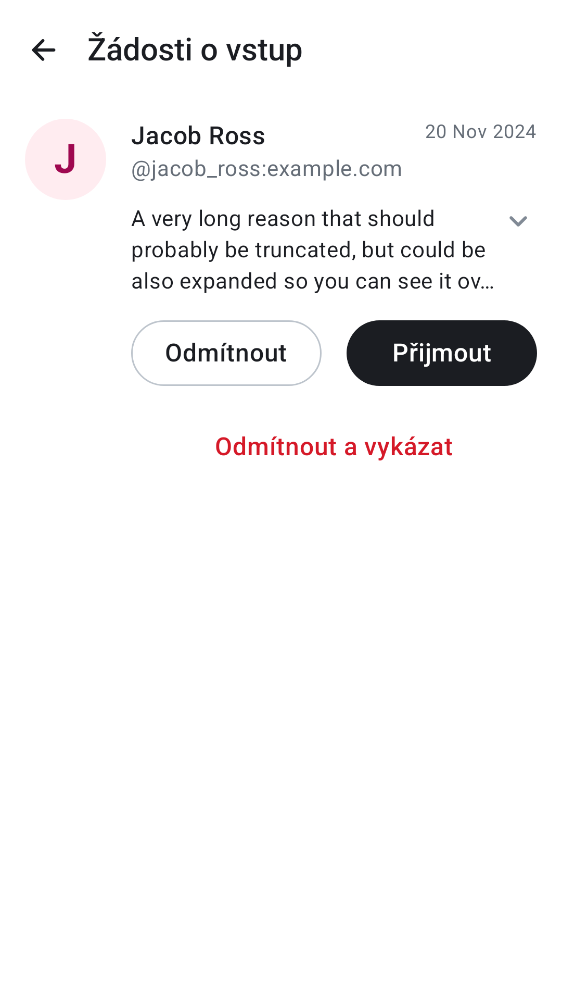 Žádosti o vstup
J
Jacob Ross
20 Nov 2024
@jacob_ross:example.com
A very long reason that should
probably be truncated, but could be
also expanded so you can see it ov…
Odmítnout
Přijmout
Odmítnout a vykázat